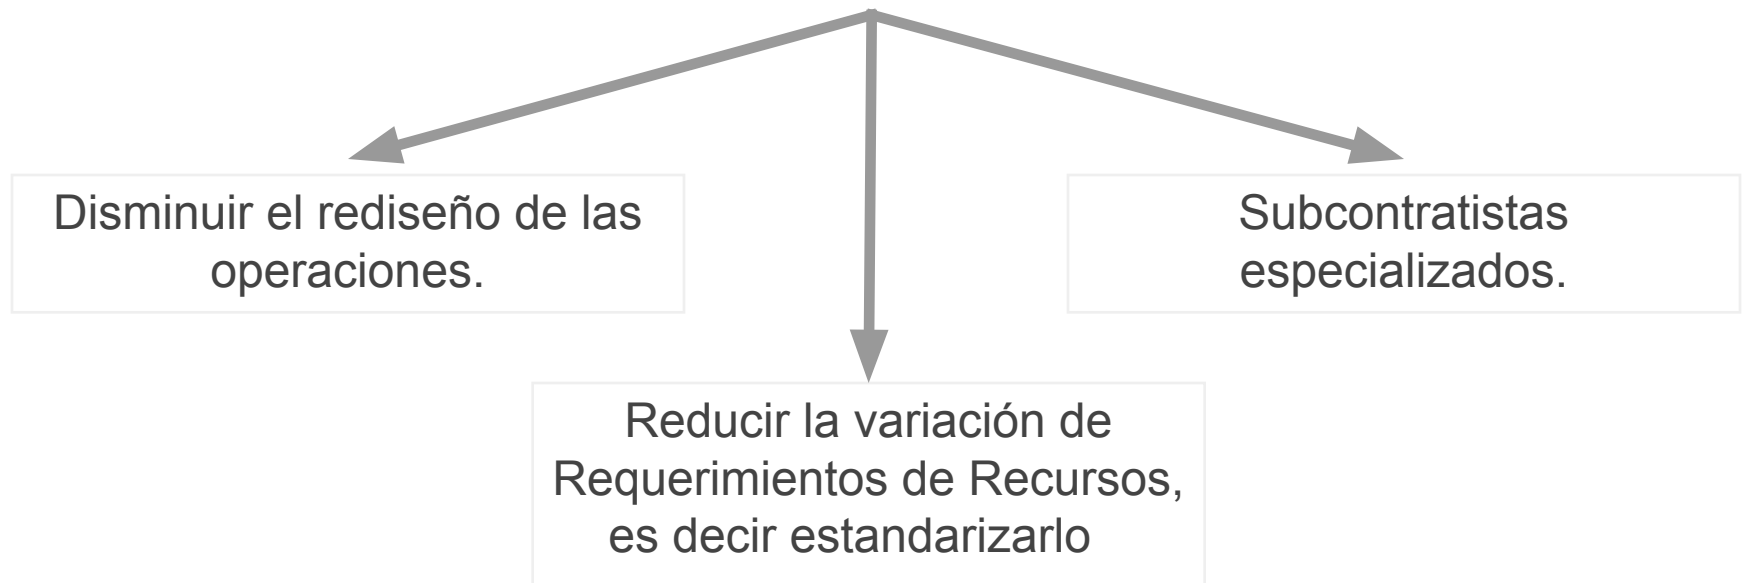 Disminuir el rediseño de las
operaciones.
Subcontratistas
especializados.
Reducir la variación de
Requerimientos de Recursos,
es decir estandarizarlo